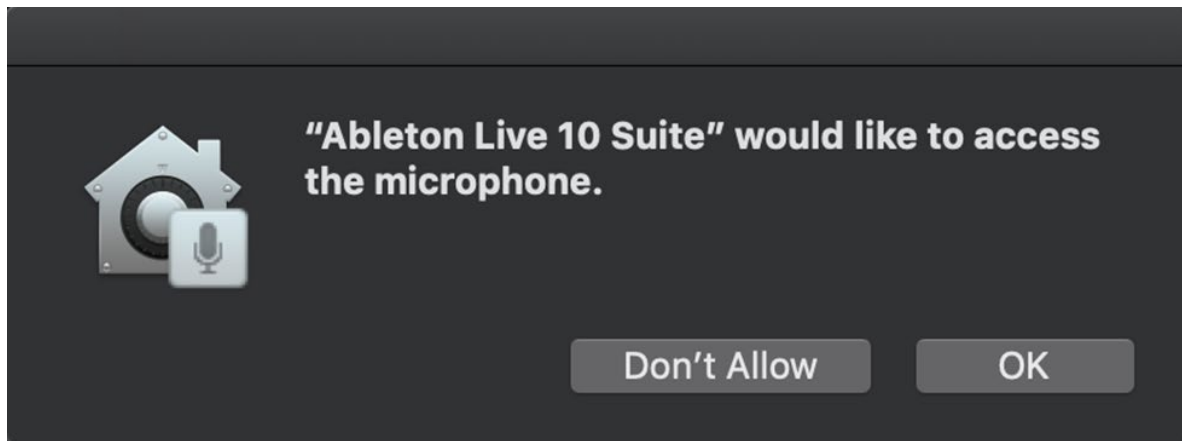 “Ableton Live 10 Suite” would like to access
the microphone.
Don’t Allow
OK